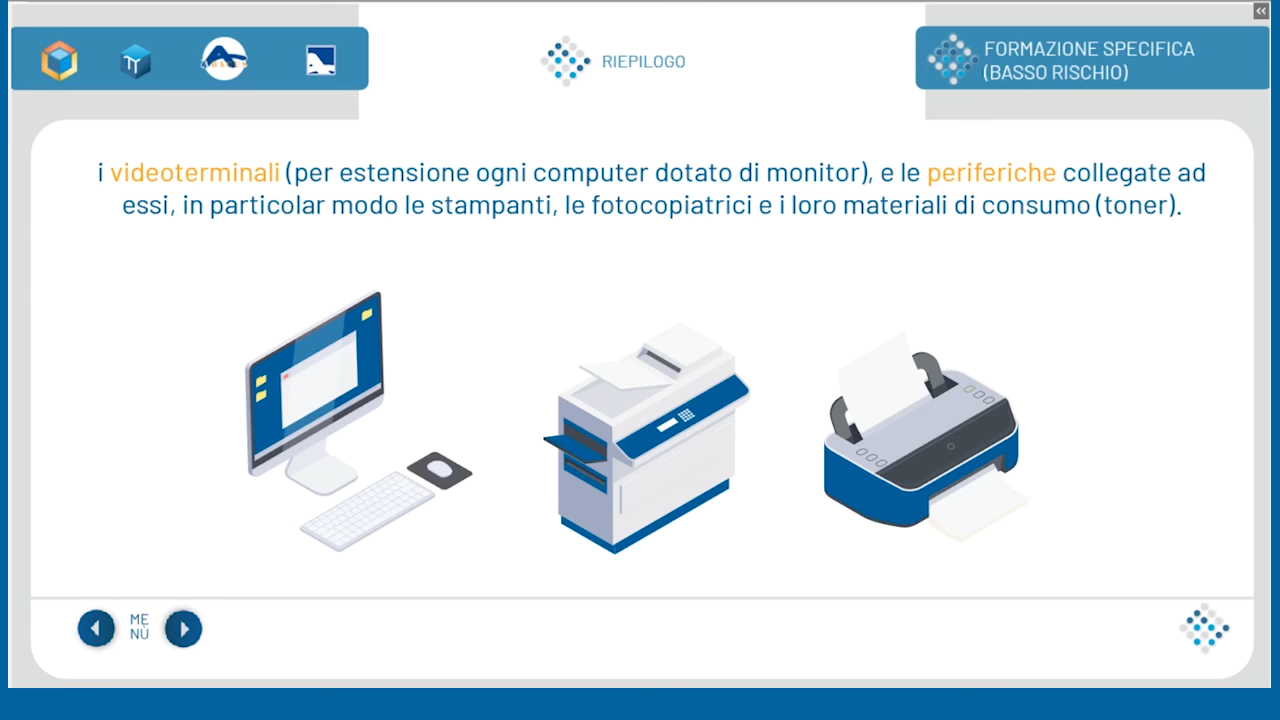 RIEPILOGO
FORMAZIONE SPECIFICA
(BASSO RISCHIO)
i videoterminali (per estensione ogni computer dotato di monitor), e le periferiche collegate ad
essi, in particolar modo le stampanti, le fotocopiatrici e i loro materiali di consumo (toner).
ME
NÙ